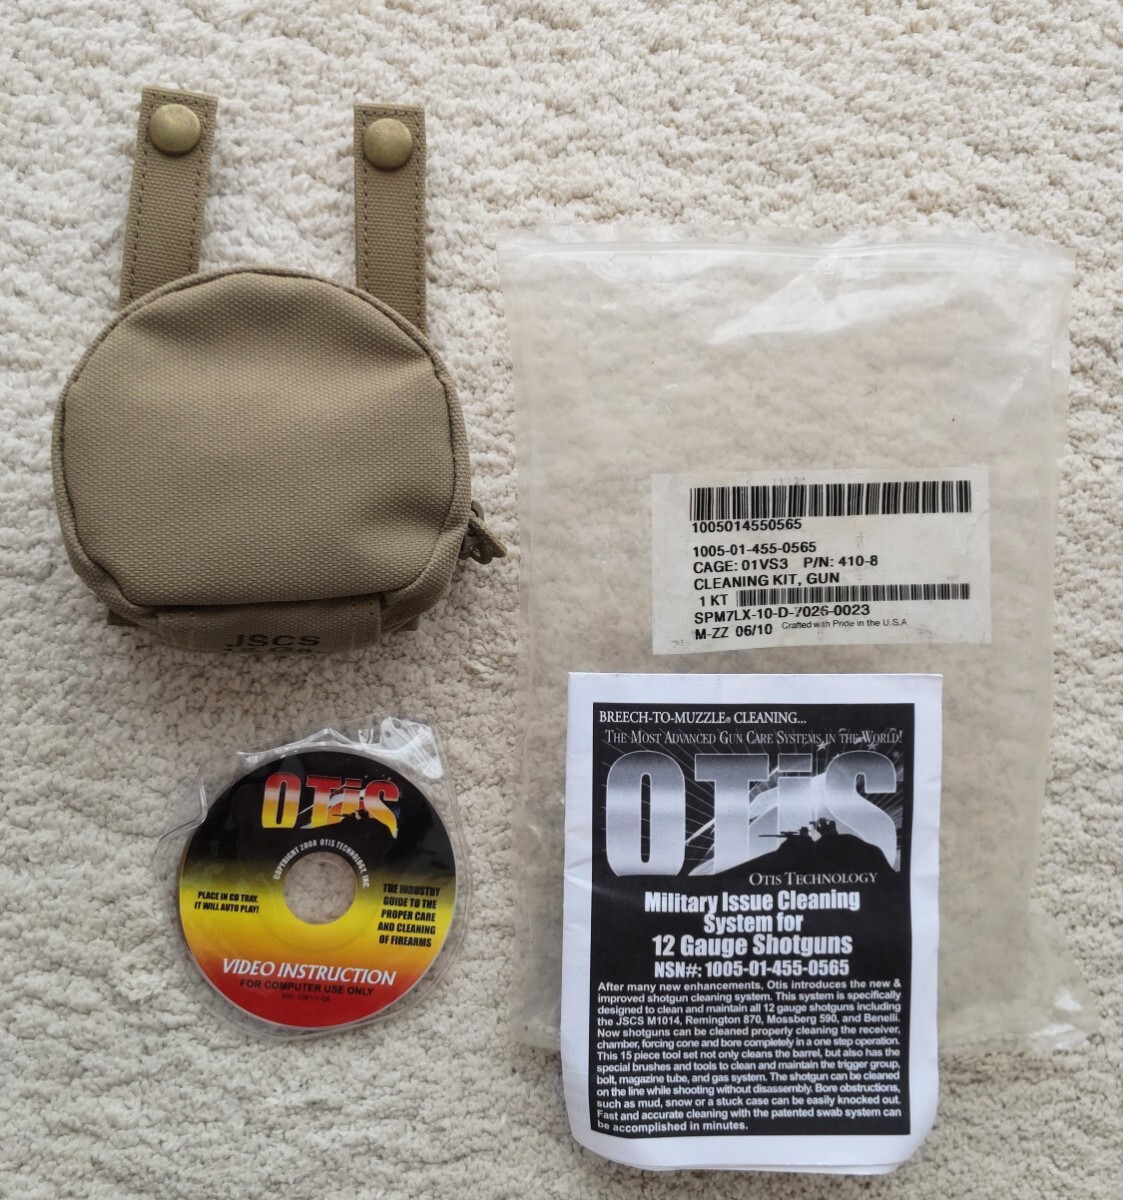 JSCS
1005014550565
1005-01-455-0565
CAGE: 01VS3 P/N: 410-8
CLEANING KIT, GUN
1 KT
SPM7LX-10-D-7026-0023
M-ZZ 06/10 Crafted with Pride in the U.S.A
OTIS
COPYRIGHT 2008 OTIS TECHNOLOGY, INC.
PLACE IN CD TRAY.
IT WILL AUTO PLAY!
THE INDUSTRY
GUIDE TO THE
PROPER CARE
AND CLEANING
OF FIREARMS
VIDEO INSTRUCTION
FOR COMPUTER USE ONLY
BREECH-TO-MUZZLE® CLEANING...
THE MOST ADVANCED GUN CARE SYSTEMS IN THE WORLD!
OTIS
OTIS TECHNOLOGY
Military Issue Cleaning
System for
12 Gauge Shotguns
NSN#: 1005-01-455-0565
After many new enhancements, Otis introduces the new &
improved shotgun cleaning system. This system is specifically
designed to clean and maintain all 12 gauge shotguns including
the JSCS M1014, Remington 870, Mossberg 590, and Benelli.
Now shotguns can be cleaned properly cleaning the receiver,
chamber, forcing cone and bore completely in a one step operation.
This 15 piece tool set not only cleans the barrel, but also has the
special brushes and tools to clean and maintain the trigger group,
bolt, magazine tube, and gas system. The shotgun can be cleaned
on the line while shooting without disassembly. Bore obstructions,
such as mud, snow or a stuck case can be easily knocked out.
Fast and accurate cleaning with the patented swab system can
be accomplished in minutes.